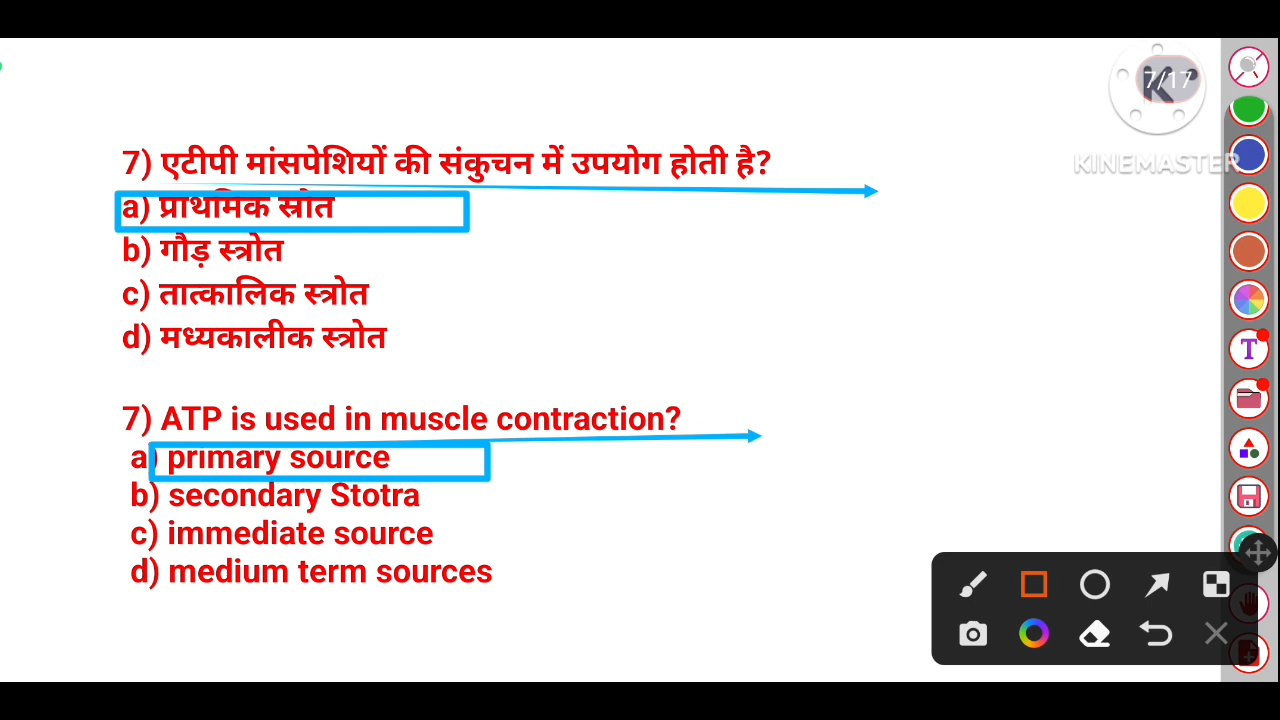 7/17
KINEMASTER
7) एटीपी मांसपेशियों की संकुचन में उपयोग होती है?
a) प्राथमिक स्रोत
b) गौड़ स्त्रोत
c) तात्कालिक स्त्रोत
d) मध्यकालीक स्त्रोत
7) ATP is used in muscle contraction?
a) primary source
b) secondary Stotra
c) immediate source
d) medium term sources
K
T